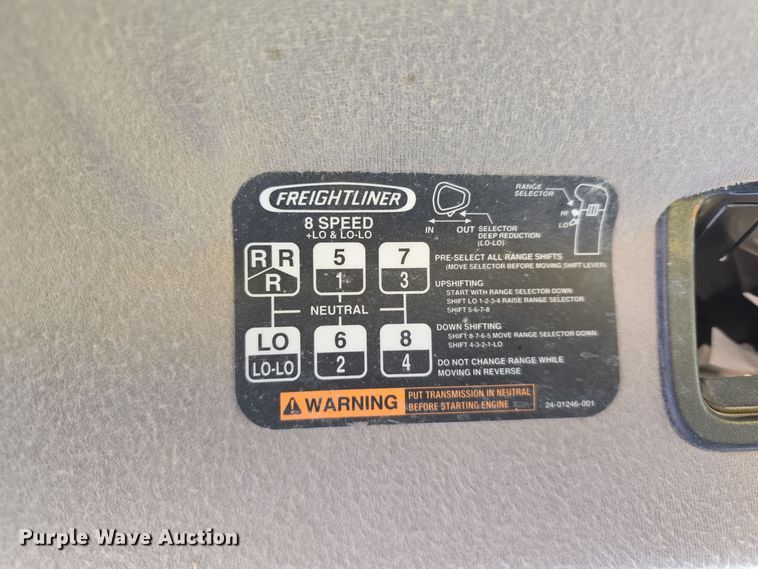 FREIGHTLINER
8 SPEED
+LO & LO-LO
IN OUT SELECTOR
DEEP REDUCTION
(LO-LO)
RANGE
SELECTOR
HI
LO
R R
R
5
1
7
3
NEUTRAL
LO
LO-LO
6
2
8
4
PRE-SELECT ALL RANGE SHIFTS
(MOVE SELECTOR BEFORE MOVING SHIFT LEVER)
UPSHIFTING
START WITH RANGE SELECTOR DOWN
SHIFT LO 1-2-3-4 RAISE RANGE SELECTOR
SHIFT 5-6-7-8
DOWN SHIFTING
SHIFT 8-7-6-5 MOVE RANGE SELECTOR DOWN
SHIFT 4-3-2-1-LO
DO NOT CHANGE RANGE WHILE
MOVING IN REVERSE
WARNING
PUT TRANSMISSION IN NEUTRAL
BEFORE STARTING ENGINE
24-01246-001
Purple Wave Auction